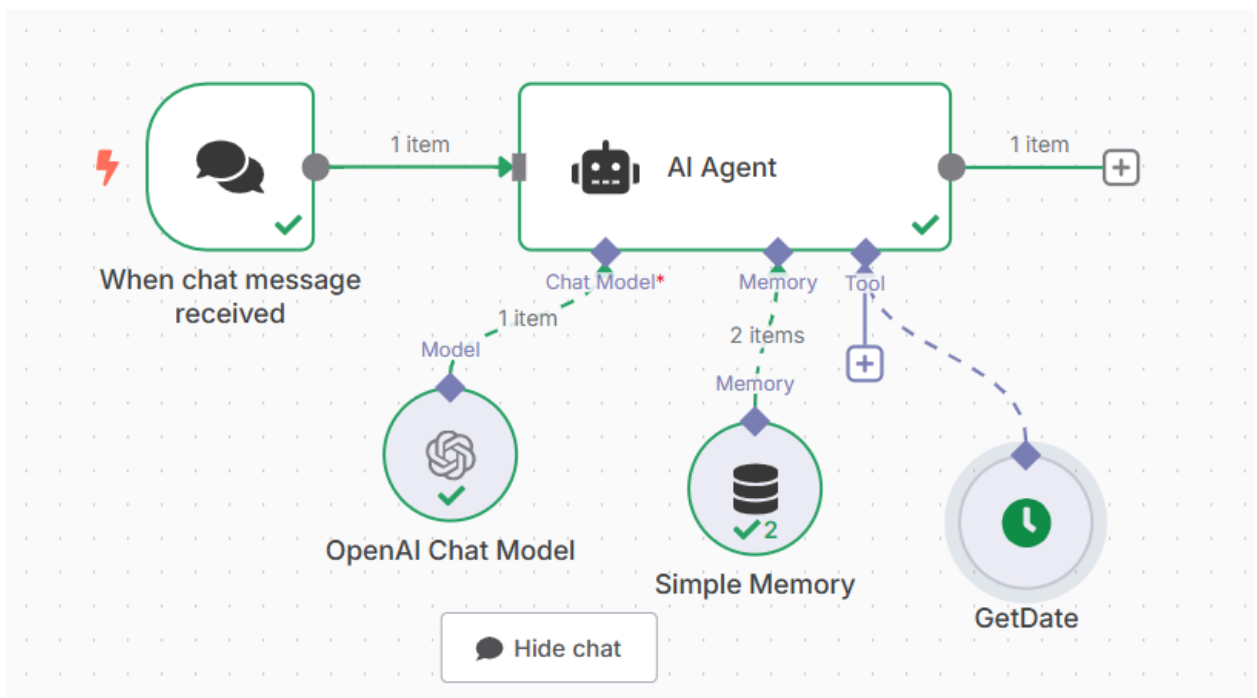 1 item
1 item
AI Agent
When chat message
received
Chat Model*
Memory
Tool
1 item
2 items
Model
Memory
2
OpenAI Chat Model
Simple Memory
GetDate
Hide chat